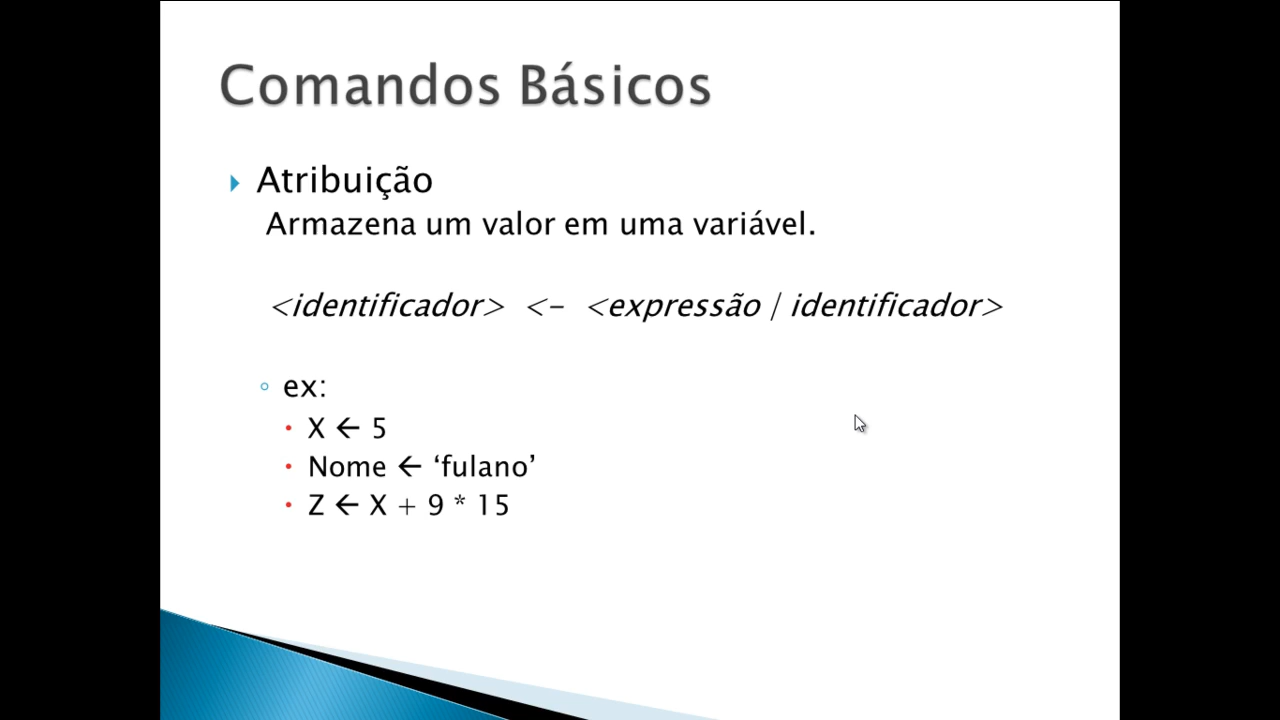 Comandos Básicos
Atribuição
Armazena um valor em uma variável.
<identificador> <- <expressão | identificador>
ex:
X ← 5
Nome ← ‘fulano’
Z ← X + 9 * 15